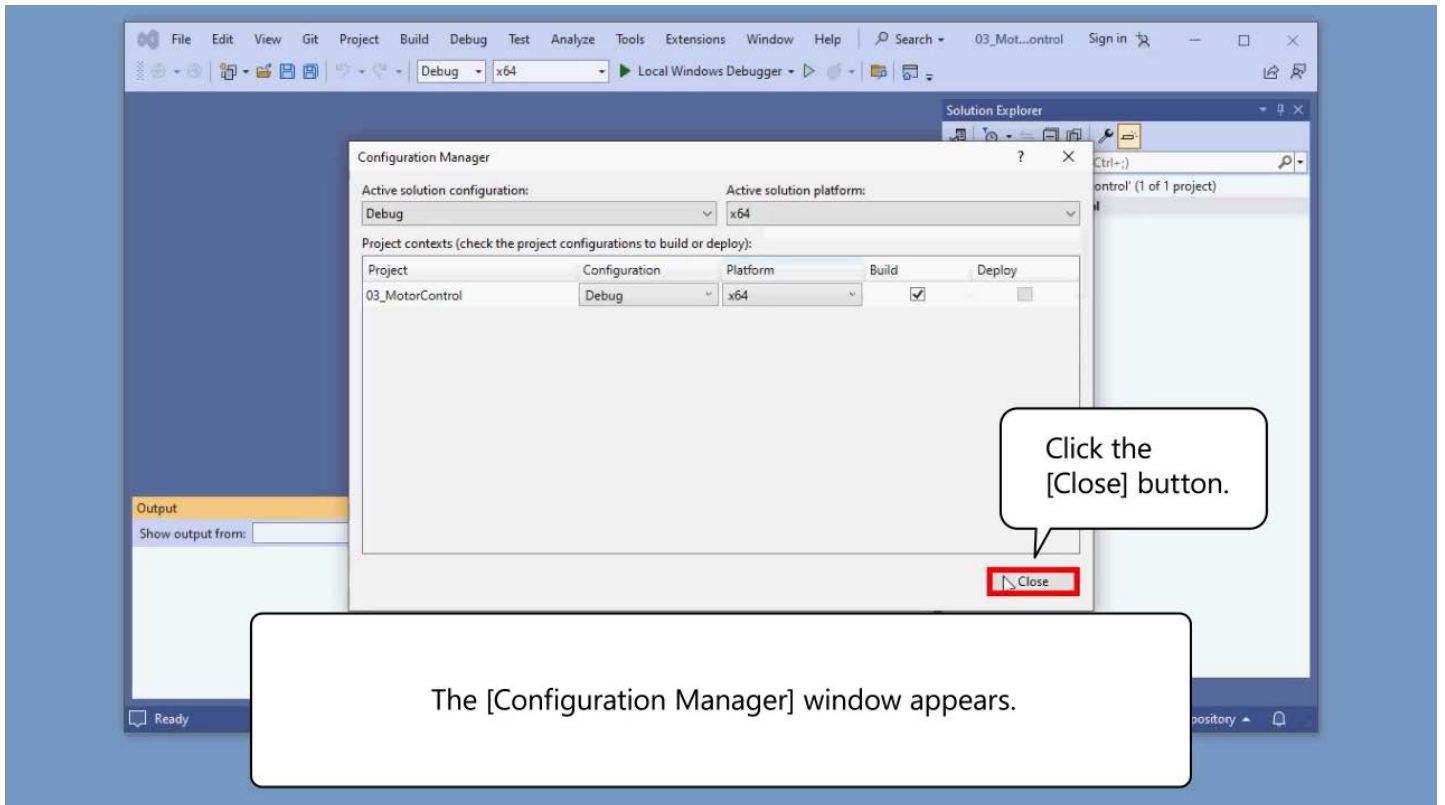 File Edit View Git Project Build Debug Test Analyze Tools Extensions Window Help Search 03_Mot...ontrol Sign in
Debug x64 Local Windows Debugger
Solution Explorer
Configuration Manager ?
Ctrl+;)
Active solution configuration: Active solution platform:
ontrol' (1 of 1 project)
Debug x64
Project contexts (check the project configurations to build or deploy):
Project Configuration Platform Build Deploy
03_MotorControl Debug x64
Click the
[Close] button.
Output
Show output from:
Close
The [Configuration Manager] window appears.
Ready